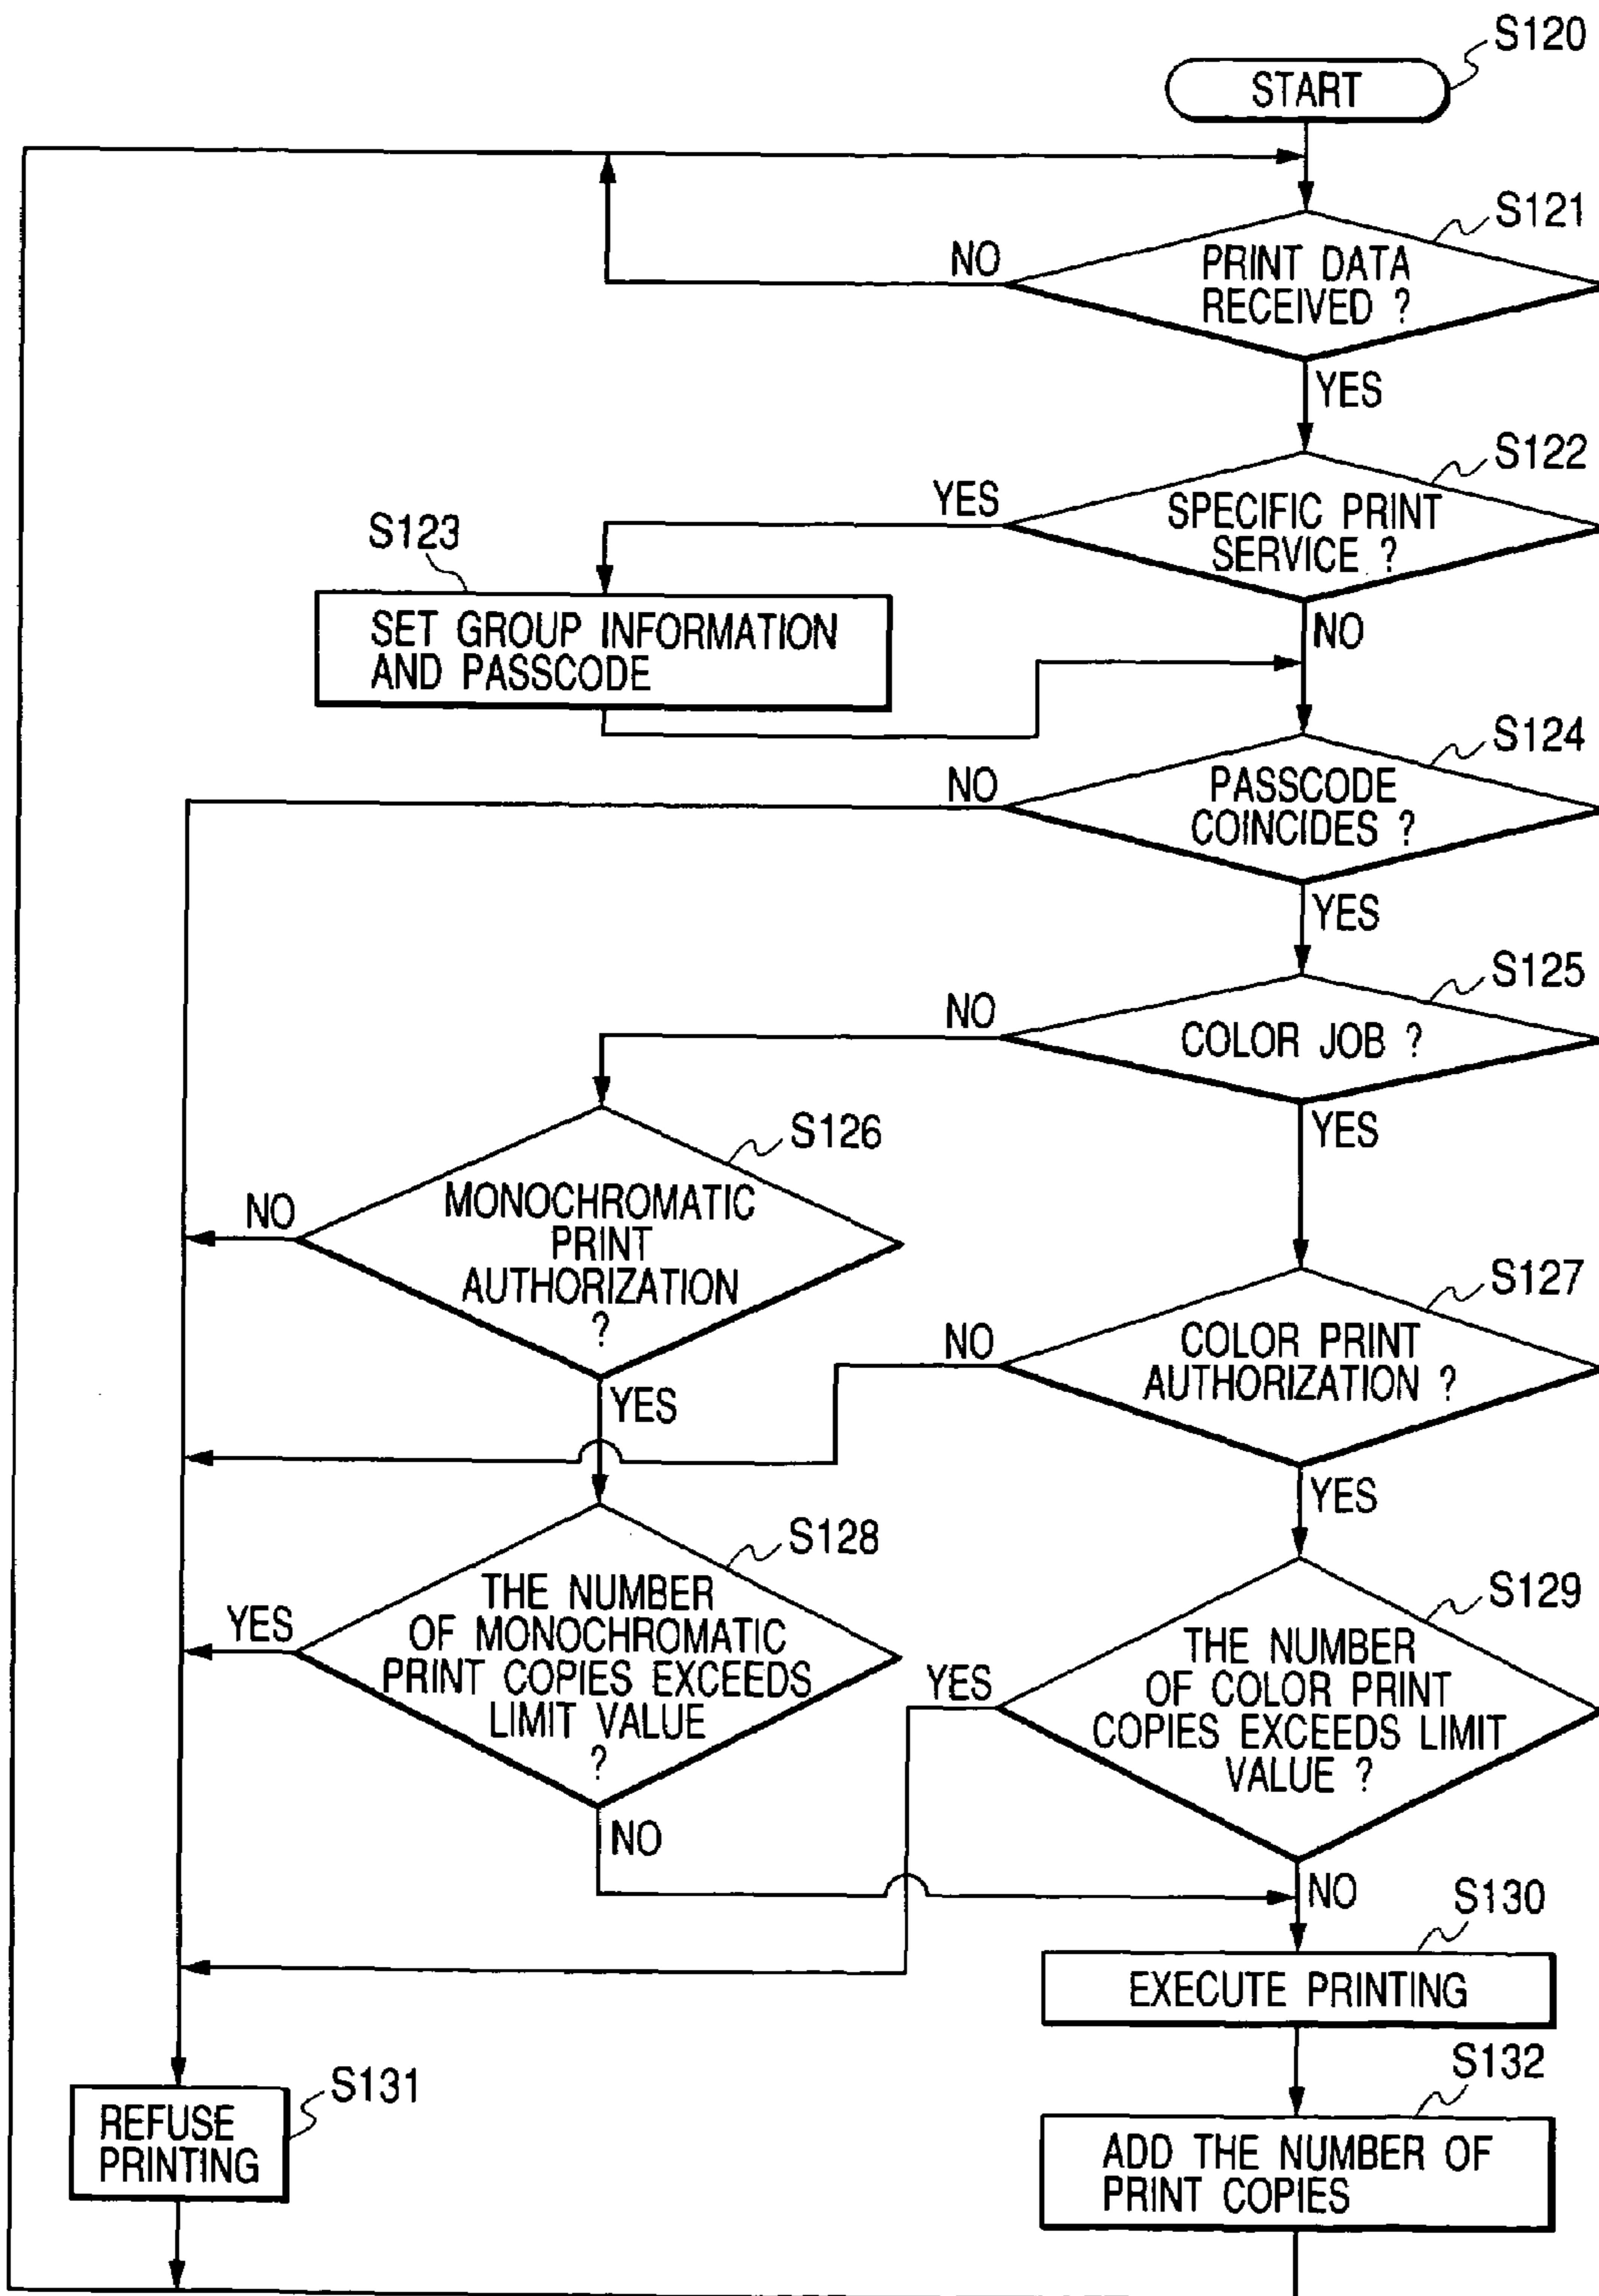 S120
START
S121
NO
PRINT DATA
RECEIVED ?
YES
S122
YES
SPECIFIC PRINT
SERVICE ?
S123
NO
SET GROUP INFORMATION
AND PASSCODE
S124
NO
PASSCODE
COINCIDES ?
YES
S125
NO
COLOR JOB ?
YES
S126
NO
MONOCHROMATIC
PRINT
AUTHORIZATION
?
S127
NO
COLOR PRINT
AUTHORIZATION ?
YES
YES
S128
YES
THE NUMBER
OF MONOCHROMATIC
PRINT COPIES EXCEEDS
LIMIT VALUE
?
S129
YES
THE NUMBER
OF COLOR PRINT
COPIES EXCEEDS LIMIT
VALUE ?
NO
NO
S130
EXECUTE PRINTING
S131
REFUSE
PRINTING
S132
ADD THE NUMBER OF
PRINT COPIES